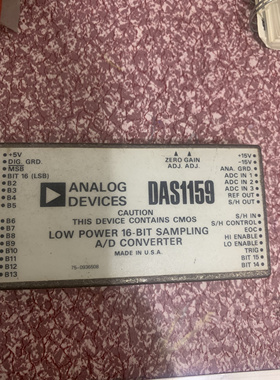 +5V
DIG. GRD.
MSB
BIT 16 (LSB)
B2
B3
B4
B5
B6
B7
B8
B9
B10
B11
B12
B13
ZERO GAIN
ADJ. ADJ.
+15V
-15V
ANA. GRD.
ADC IN 1
ADC IN 2
ADC IN 3
REF OUT
S/H OUT
S/H IN
S/H CONTROL
EOC
HI ENABLE
LO ENABLE
TRIG
BIT 15
BIT 14
ANALOG
DEVICES
DAS1159
CAUTION
THIS DEVICE CONTAINS CMOS
LOW POWER 16-BIT SAMPLING
A/D CONVERTER
MADE IN U.S.A.